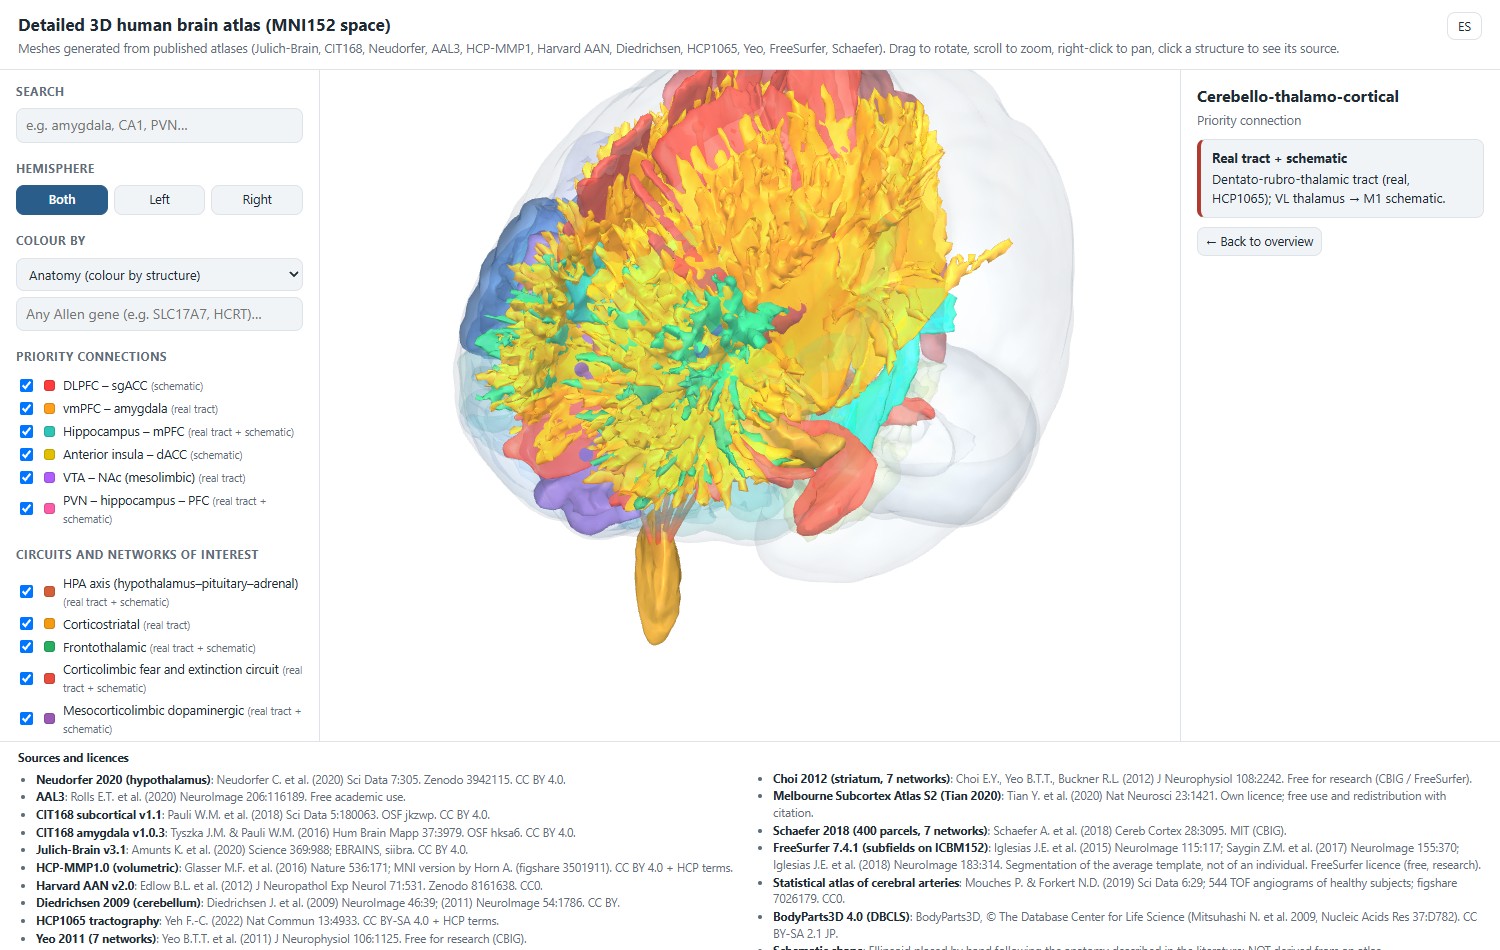 Detailed 3D human brain atlas (MNI152 space)
Meshes generated from published atlases (Julich-Brain, CIT168, Neudorfer, AAL3, HCP-MMP1, Harvard AAN, Diedrichsen, HCP1065, Yeo, FreeSurfer, Schaefer). Drag to rotate, scroll to zoom, right-click to pan, click a structure to see its source.
ES
SEARCH
e.g. amygdala, CA1, PVN...
HEMISPHERE
Both
Left
Right
COLOUR BY
Anatomy (colour by structure)
Any Allen gene (e.g. SLC17A7, HCRT)...
PRIORITY CONNECTIONS
DLPFC – sgACC (schematic)
vmPFC – amygdala (real tract)
Hippocampus – mPFC (real tract + schematic)
Anterior insula – dACC (schematic)
VTA – NAc (mesolimbic) (real tract)
PVN – hippocampus – PFC (real tract +
schematic)
CIRCUITS AND NETWORKS OF INTEREST
HPA axis (hypothalamus–pituitary–adrenal)
(real tract + schematic)
Corticostriatal (real tract)
Frontothalamic (real tract + schematic)
Corticolimbic fear and extinction circuit (real
tract + schematic)
Mesocorticolimbic dopaminergic (real tract +
schematic)
Cerebello-thalamo-cortical
Priority connection
Real tract + schematic
Dentato-rubro-thalamic tract (real,
HCP1065); VL thalamus → M1 schematic.
← Back to overview
Sources and licences
Neudorfer 2020 (hypothalamus): Neudorfer C. et al. (2020) Sci Data 7:305. Zenodo 3942115. CC BY 4.0.
AAL3: Rolls E.T. et al. (2020) NeuroImage 206:116189. Free academic use.
CIT168 subcortical v1.1: Pauli W.M. et al. (2018) Sci Data 5:180063. OSF jkzwp. CC BY 4.0.
CIT168 amygdala v1.0.3: Tyszka J.M. & Pauli W.M. (2016) Hum Brain Mapp 37:3979. OSF hksa6. CC BY 4.0.
Julich-Brain v3.1: Amunts K. et al. (2020) Science 369:988; EBRAINS, siibra. CC BY 4.0.
HCP-MMP1.0 (volumetric): Glasser M.F. et al. (2016) Nature 536:171; MNI version by Horn A. (figshare 3501911). CC BY 4.0 + HCP terms.
Harvard AAN v2.0: Edlow B.L. et al. (2012) J Neuropathol Exp Neurol 71:531. Zenodo 8161638. CC0.
Diedrichsen 2009 (cerebellum): Diedrichsen J. et al. (2009) NeuroImage 46:39; (2011) NeuroImage 54:1786. CC BY.
HCP1065 tractography: Yeh F.-C. (2022) Nat Commun 13:4933. CC BY-SA 4.0 + HCP terms.
Yeo 2011 (7 networks): Yeo B.T.T. et al. (2011) J Neurophysiol 106:1125. Free for research (CBIG).
Choi 2012 (striatum, 7 networks): Choi E.Y., Yeo B.T.T., Buckner R.L. (2012) J Neurophysiol 108:2242. Free for research (CBIG / FreeSurfer).
Melbourne Subcortex Atlas S2 (Tian 2020): Tian Y. et al. (2020) Nat Neurosci 23:1421. Own licence; free use and redistribution with
citation.
Schaefer 2018 (400 parcels, 7 networks): Schaefer A. et al. (2018) Cereb Cortex 28:3095. MIT (CBIG).
FreeSurfer 7.4.1 (subfields on ICBM152): Iglesias J.E. et al. (2015) NeuroImage 115:117; Saygin Z.M. et al. (2017) NeuroImage 155:370;
Iglesias J.E. et al. (2018) NeuroImage 183:314. Segmentation of the average template, not of an individual. FreeSurfer licence (free, research).
Statistical atlas of cerebral arteries: Mouches P. & Forkert N.D. (2019) Sci Data 6:29; 544 TOF angiograms of healthy subjects; figshare
7026179. CC0.
BodyParts3D 4.0 (DBCLS): BodyParts3D, © The Database Center for Life Science (Mitsuhashi N. et al. 2009, Nucleic Acids Res 37:D782). CC
BY-SA 2.1 JP.
Schematic shape: Ellipsoid placed by hand following the anatomy described in the literature; NOT derived from an atlas.